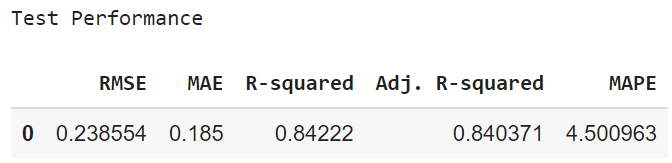 Test Performance
RMSE MAE R-squared Adj. R-squared MAPE
0 0.238554 0.185 0.84222 0.840371 4.500963